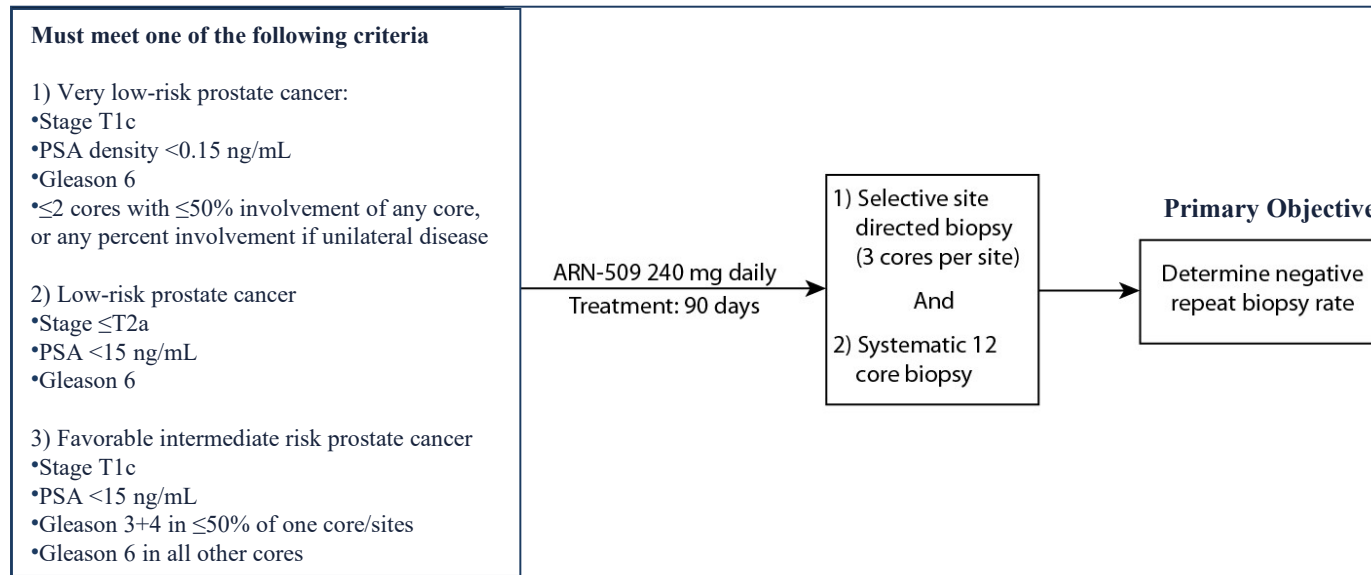 Must meet one of the following criteria
1) Very low-risk prostate cancer:
•Stage T1c
•PSA density <0.15 ng/mL
•Gleason 6
•≤2 cores with ≤50% involvement of any core,
or any percent involvement if unilateral disease
2) Low-risk prostate cancer
•Stage ≤T2a
•PSA <15 ng/mL
•Gleason 6
3) Favorable intermediate risk prostate cancer
•Stage T1c
•PSA <15 ng/mL
•Gleason 3+4 in ≤50% of one core/sites
•Gleason 6 in all other cores
ARN-509 240 mg daily
Treatment: 90 days
1) Selective site
directed biopsy
(3 cores per site)
And
2) Systematic 12
core biopsy
Primary Objective
Determine negative
repeat biopsy rate